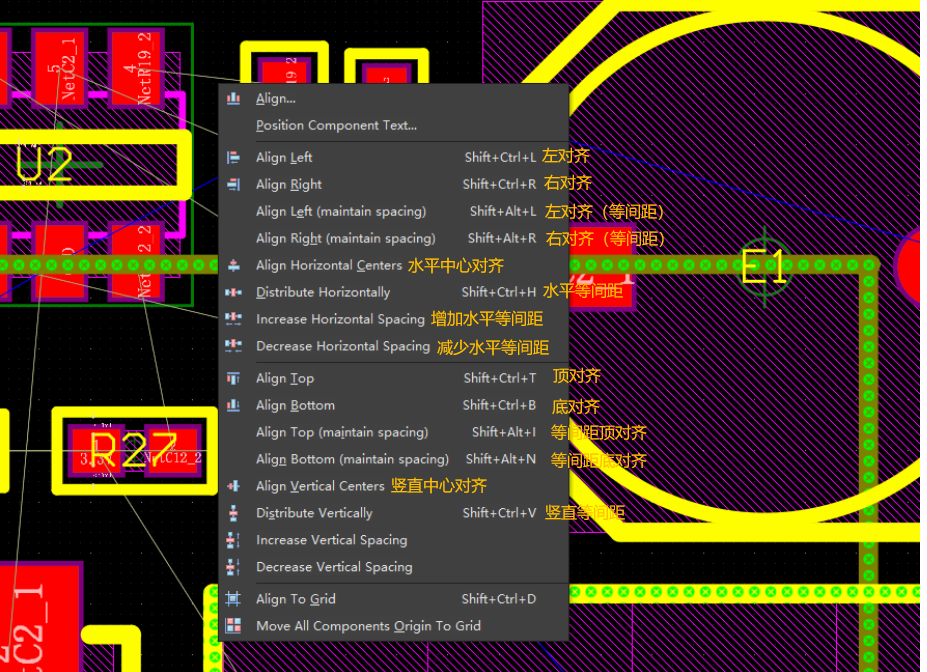 5
NetC2_1
4
NetR19_2
U2
Align...
Position Component Text...
Align Left Shift+Ctrl+L 左对齐
Align Right Shift+Ctrl+R 右对齐
Align Left (maintain spacing) Shift+Alt+L 左对齐（等间距）
Align Right (maintain spacing) Shift+Alt+R 右对齐（等间距）
Align Horizontal Centers 水平中心对齐
Distribute Horizontally Shift+Ctrl+H 水平等间距
Increase Horizontal Spacing 增加水平等间距
Decrease Horizontal Spacing 减少水平等间距
Align Top Shift+Ctrl+T 顶对齐
Align Bottom Shift+Ctrl+B 底对齐
Align Top (maintain spacing) Shift+Alt+I 等间距顶对齐
Align Bottom (maintain spacing) Shift+Alt+N 等间距底对齐
Align Vertical Centers 竖直中心对齐
Distribute Vertically Shift+Ctrl+V 竖直等间距
Increase Vertical Spacing
Decrease Vertical Spacing
Align To Grid Shift+Ctrl+D
Move All Components Origin To Grid
E1
R27
NetC12_2